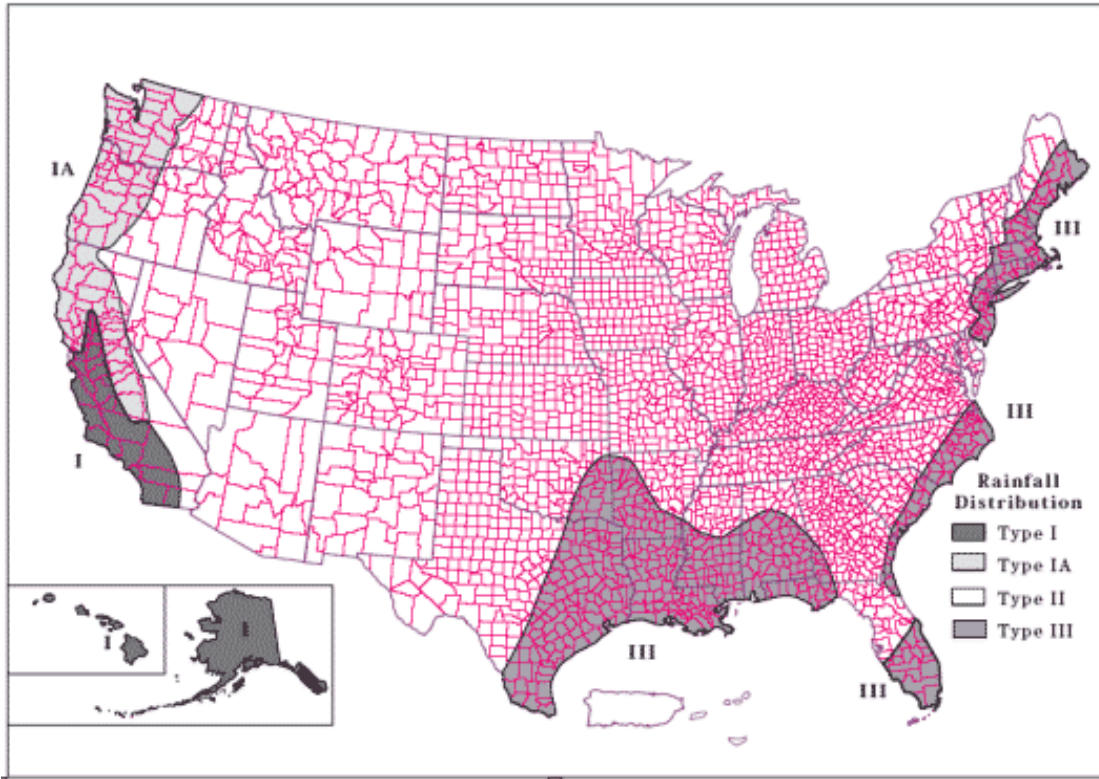 IA
III
III
I
Rainfall
Distribution
Type I
Type IA
Type II
Type III
I
I
III
III